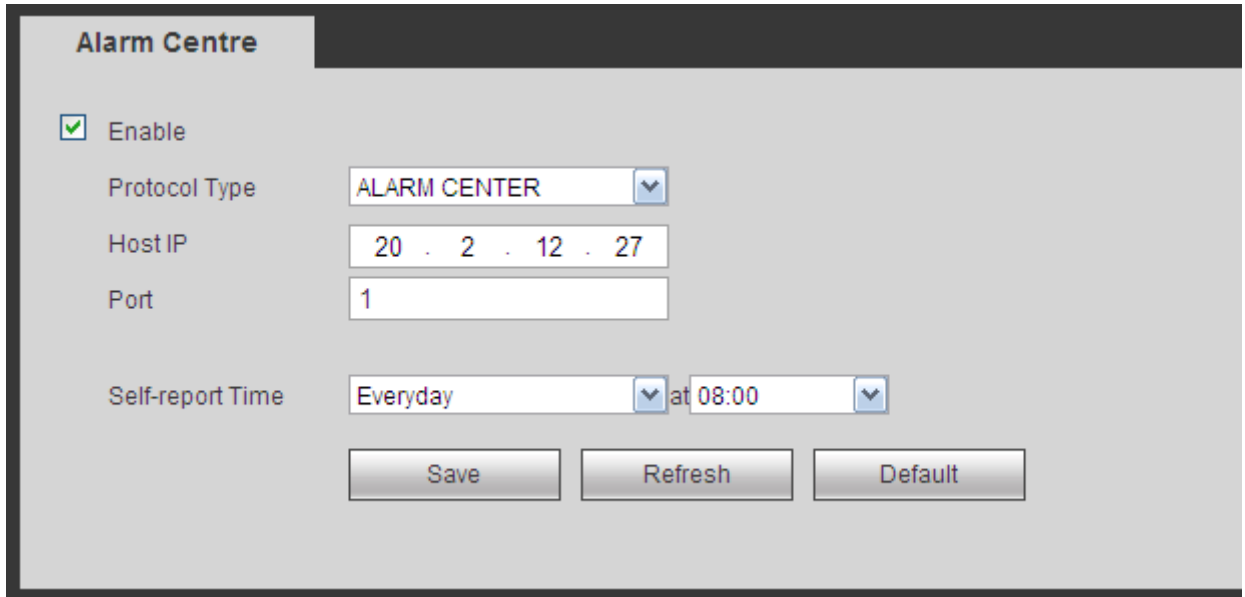 Alarm Centre
Enable
Protocol Type ALARM CENTER
Host IP 20 . 2 . 12 . 27
Port 1
Self-report Time Everyday at 08:00
Save Refresh Default